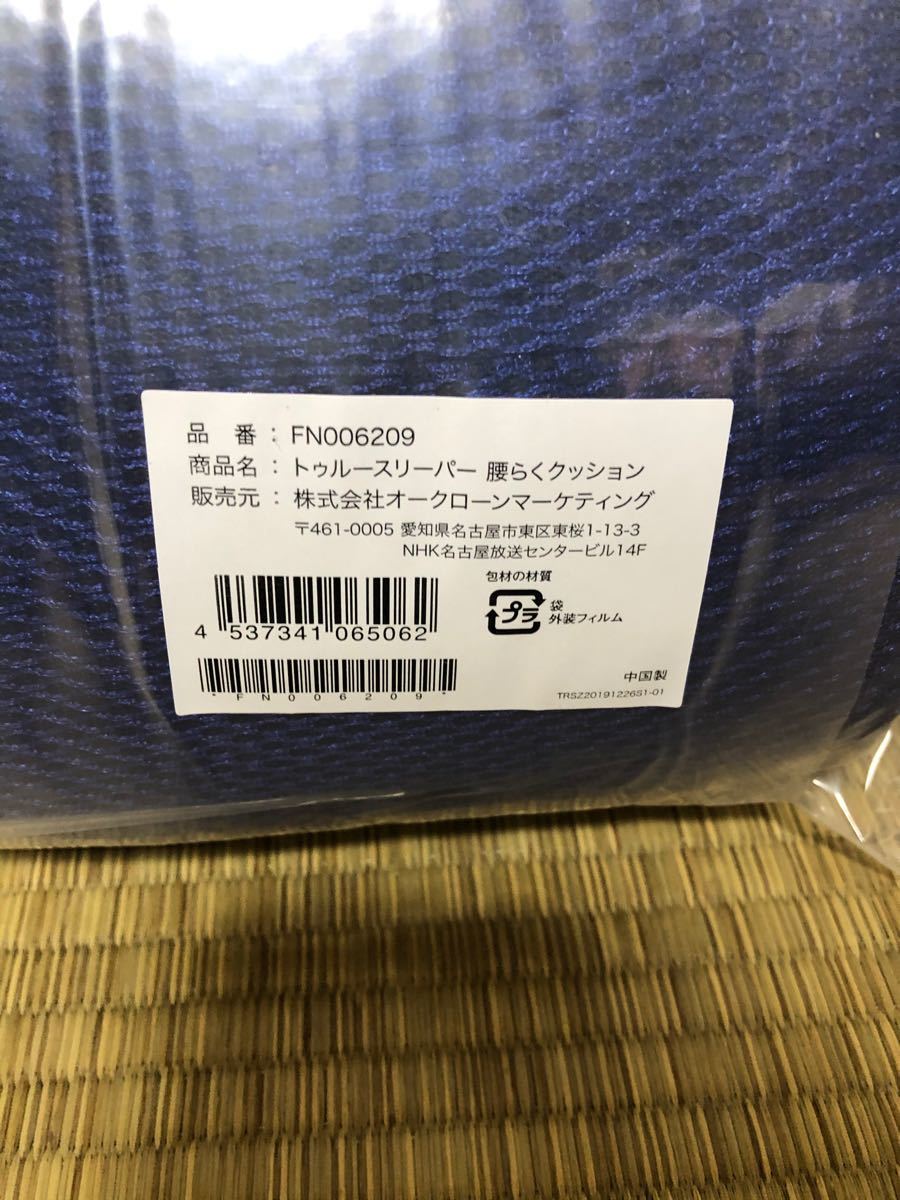 品 番 : FN006209
商品名 : トゥルースリーパー 腰らくクッション
販売元 : 株式会社オークローンマーケティング
〒461-0005 愛知県名古屋市東区東桜1-13-3
NHK名古屋放送センタービル14F
包材の材質
プラ
袋
外装フィルム
4 537341 065062
*FN006209*
中国製
TRSZ20191226S1-01